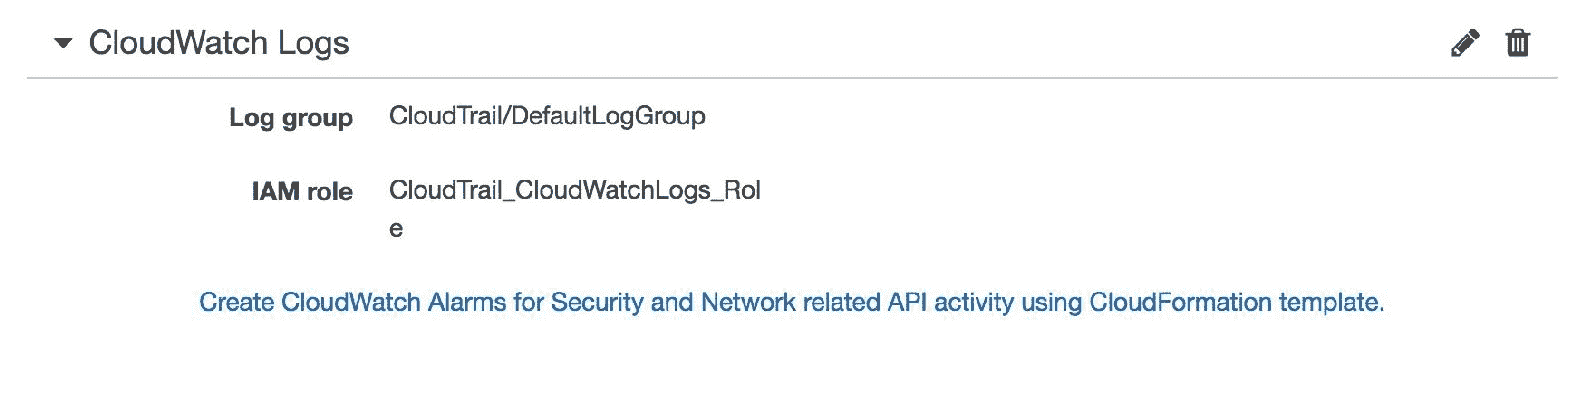 CloudWatch Logs
Log group CloudTrail/DefaultLogGroup
IAM role CloudTrail_CloudWatchLogs_Rol
e
Create CloudWatch Alarms for Security and Network related API activity using CloudFormation template.